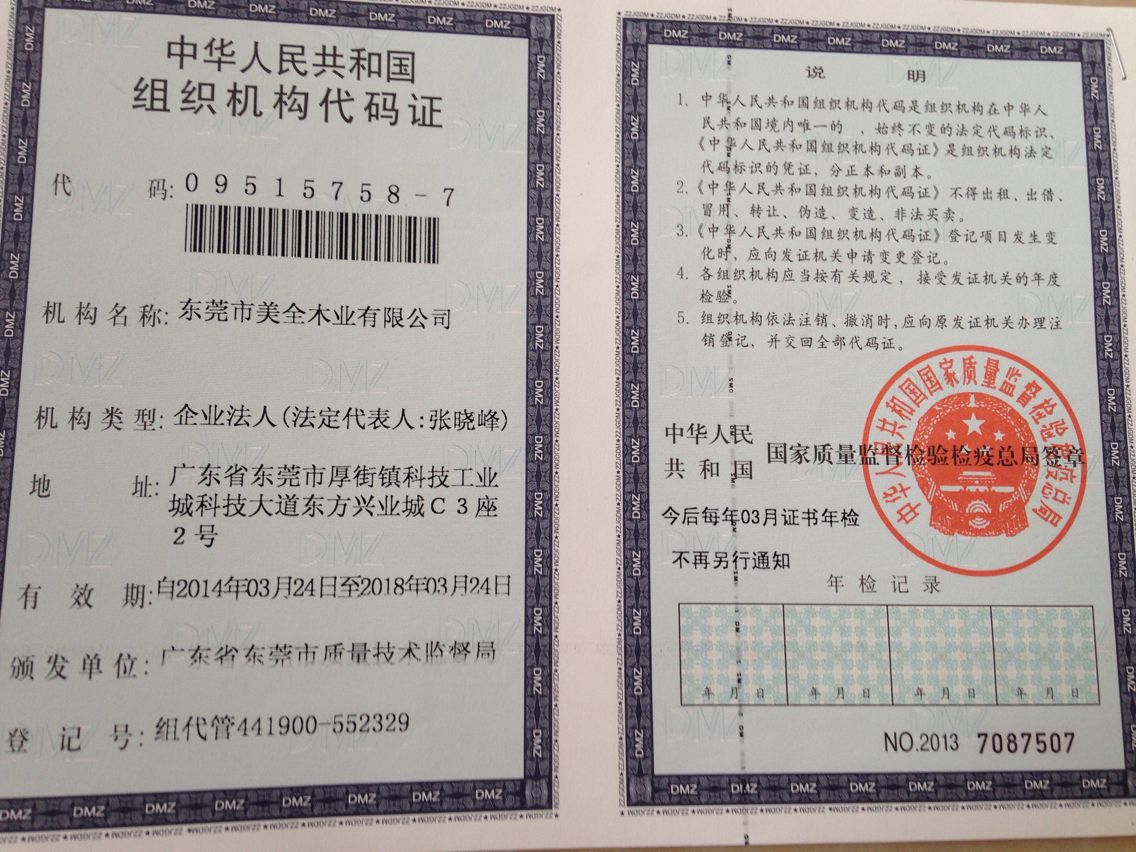 中华人民共和国
组织机构代码证
代 码: 09515758-7
机构名称: 东莞市美全木业有限公司
机构类型: 企业法人(法定代表人:张晓峰)
地 址: 广东省东莞市厚街镇科技工业
城科技大道东方兴业城C3座
2号
有 效 期: 自2014年03月24日至2018年03月24日
颁发单位: 广东省东莞市质量技术监督局
登 记 号: 组代管441900-552329
说 明
1. 中华人民共和国组织机构代码是组织机构在中华人
民共和国境内唯一的 ,始终不变的法定代码标识,
《中华人民共和国组织机构代码证》是组织机构法定
代码标识的凭证,分正本和副本。
2.《中华人民共和国组织机构代码证》不得出租、出借、
冒用、转让、伪造、变造、非法买卖。
3.《中华人民共和国组织机构代码证》登记项目发生变
化时,应向发证机关申请变更登记。
4. 各组织机构应当按有关规定 ,接受发证机关的年度
检验。
5. 组织机构依法注销、撤消时,应向原发证机关办理注
销登记,并交回全部代码证。
中华人民
共和国 国家质量监督检验检疫总局签章
中华人民共和国国家质量监督检验检疫总局
今后每年03月证书年检
不再另行通知
年检记录
年 月 日 年 月 日 年 月 日 年 月 日
NO.2013 7087507